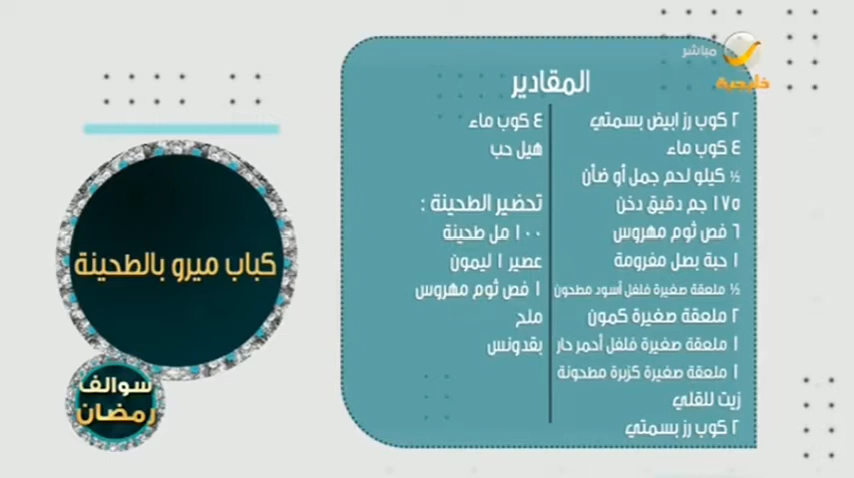 مباشر
خليجية
المقادير
٢ كوب رز ابيض بسمتي
٤ كوب ماء
½ كيلو لحم جمل أو ضأن
١٧٥ جم دقيق دخن
٦ فص ثوم مهروس
١ حبة بصل مفرومة
½ ملعقة صغيرة فلفل أسود مطحون
٢ ملعقة صغيرة كمون
١ ملعقة صغيرة فلفل أحمر حار
١ ملعقة صغيرة كزبرة مطحونة
زيت للقلي
٢ كوب رز بسمتي
٤ كوب ماء
هيل حب
تحضير الطحينة :
١٠٠ مل طحينة
عصير ١ ليمون
١ فص ثوم مهروس
ملح
بقدونس
كباب ميرو بالطحينة
سوالف
رمضان